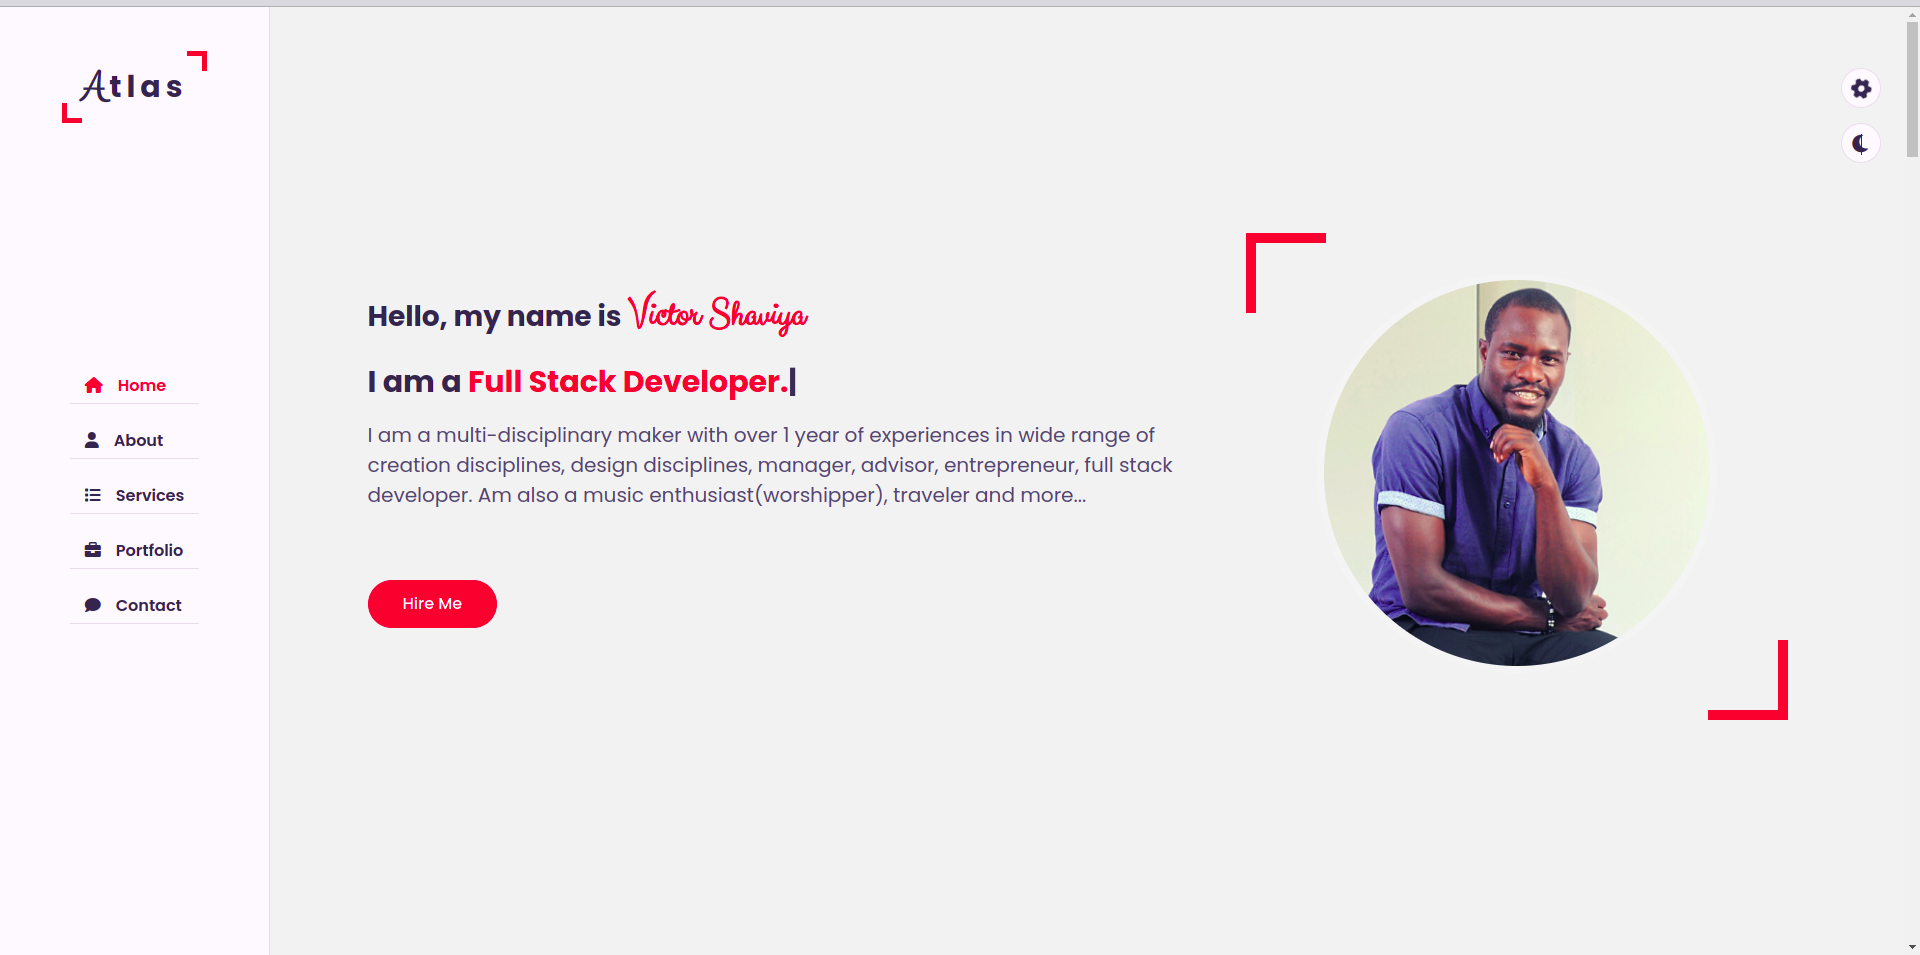 Atlas
Home
About
Services
Portfolio
Contact
Hello, my name is Victor Shaviya
I am a Full Stack Developer.|
I am a multi-disciplinary maker with over 1 year of experiences in wide range of
creation disciplines, design disciplines, manager, advisor, entrepreneur, full stack
developer. Am also a music enthusiast(worshipper), traveler and more...
Hire Me